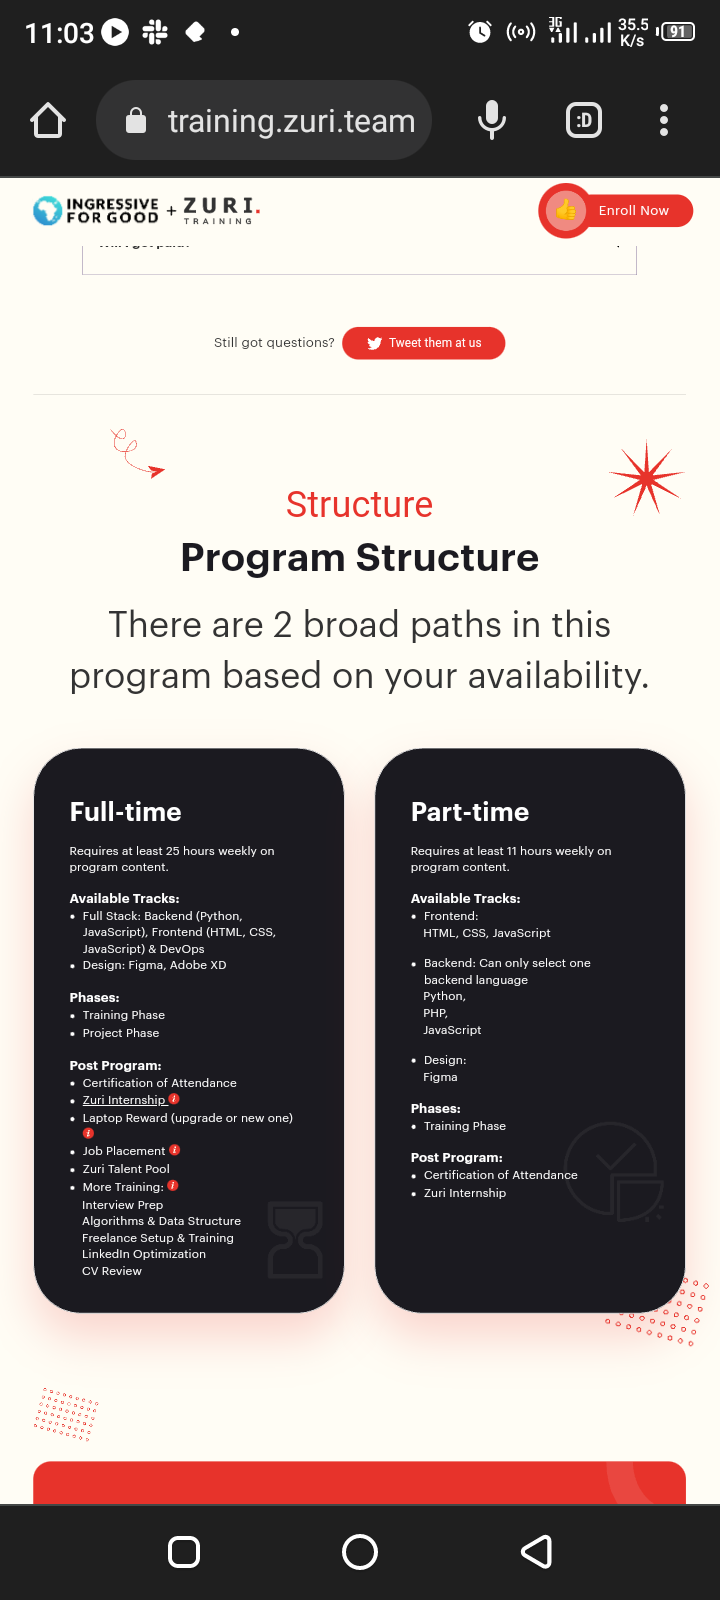 11:03
3G
35.5
K/s
91
training.zuri.team
:D
INGRESSIVE
FOR GOOD
+
ZURI.
TRAINING
Enroll Now
Will I get paid?
Still got questions?
Tweet them at us
Structure
Program Structure
There are 2 broad paths in this
program based on your availability.
Full-time
Requires at least 25 hours weekly on
program content.
Available Tracks:
• Full Stack: Backend (Python,
JavaScript), Frontend (HTML, CSS,
JavaScript) & DevOps
• Design: Figma, Adobe XD
Phases:
• Training Phase
• Project Phase
Post Program:
• Certification of Attendance
• Zuri Internship i
• Laptop Reward (upgrade or new one)
i
• Job Placement i
• Zuri Talent Pool
• More Training: i
Interview Prep
Algorithms & Data Structure
Freelance Setup & Training
LinkedIn Optimization
CV Review
Part-time
Requires at least 11 hours weekly on
program content.
Available Tracks:
• Frontend:
HTML, CSS, JavaScript
• Backend: Can only select one
backend language
Python,
PHP,
JavaScript
• Design:
Figma
Phases:
• Training Phase
Post Program:
• Certification of Attendance
• Zuri Internship